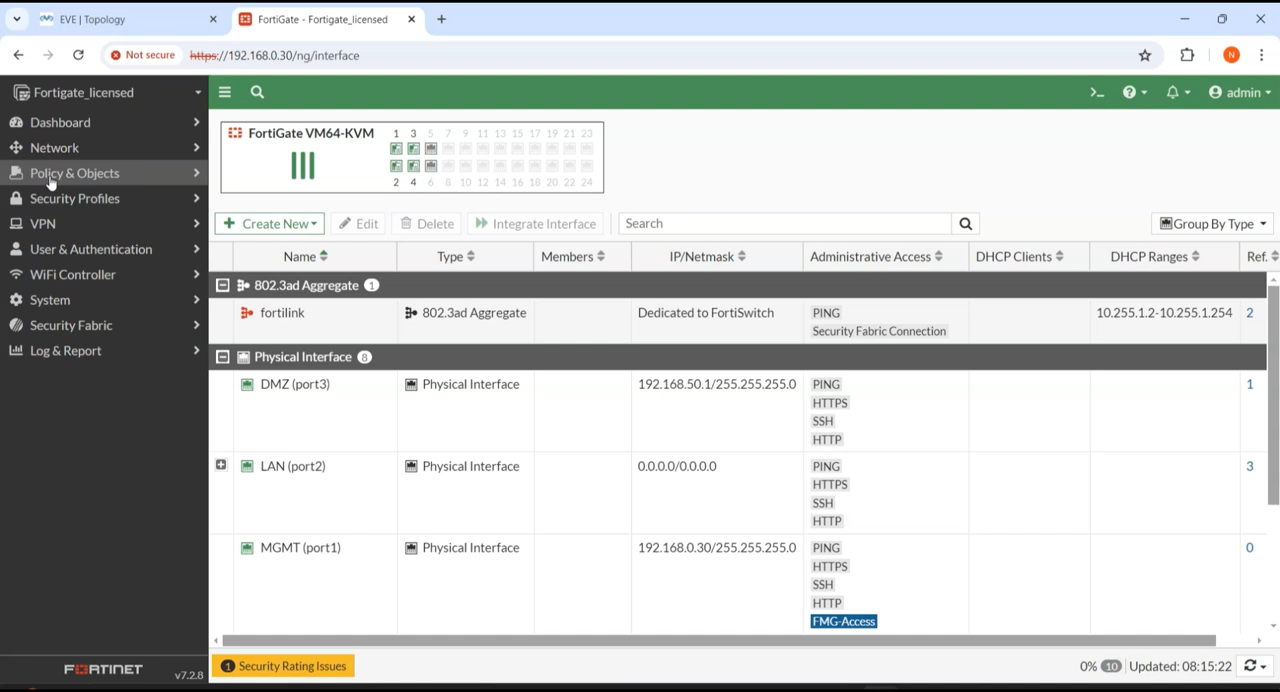 EVE | Topology
FortiGate - Fortigate_licensed
Not secure https://192.168.0.30/ng/interface
N
Fortigate_licensed
admin
Dashboard
Network
Policy & Objects
Security Profiles
VPN
User & Authentication
WiFi Controller
System
Security Fabric
Log & Report
FORTINET v7.2.8
FortiGate VM64-KVM
1 3 5 7 9 11 13 15 17 19 21 23
2 4 6 8 10 12 14 16 18 20 22 24
Create New Edit Delete Integrate Interface Search Group By Type
Name Type Members IP/Netmask Administrative Access DHCP Clients DHCP Ranges Ref.
802.3ad Aggregate 1
fortilink 802.3ad Aggregate Dedicated to FortiSwitch PING 10.255.1.2-10.255.1.254 2
Security Fabric Connection
Physical Interface 8
DMZ (port3) Physical Interface 192.168.50.1/255.255.255.0 PING 1
HTTPS
SSH
HTTP
LAN (port2) Physical Interface 0.0.0.0/0.0.0.0 PING 3
HTTPS
SSH
HTTP
MGMT (port1) Physical Interface 192.168.0.30/255.255.255.0 PING 0
HTTPS
SSH
HTTP
FMG-Access
1 Security Rating Issues 0% 10 Updated: 08:15:22